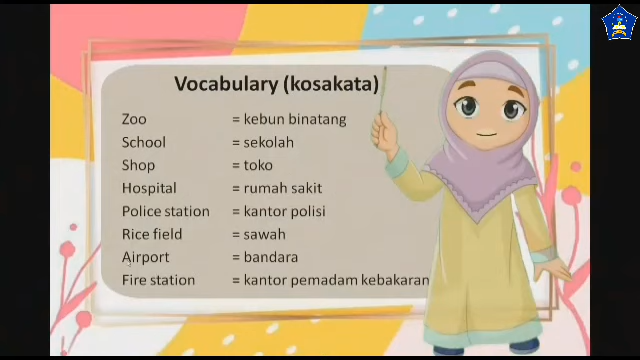 Vocabulary (kosakata)
Zoo = kebun binatang
School = sekolah
Shop = toko
Hospital = rumah sakit
Police station = kantor polisi
Rice field = sawah
Airport = bandara
Fire station = kantor pemadam kebakaran